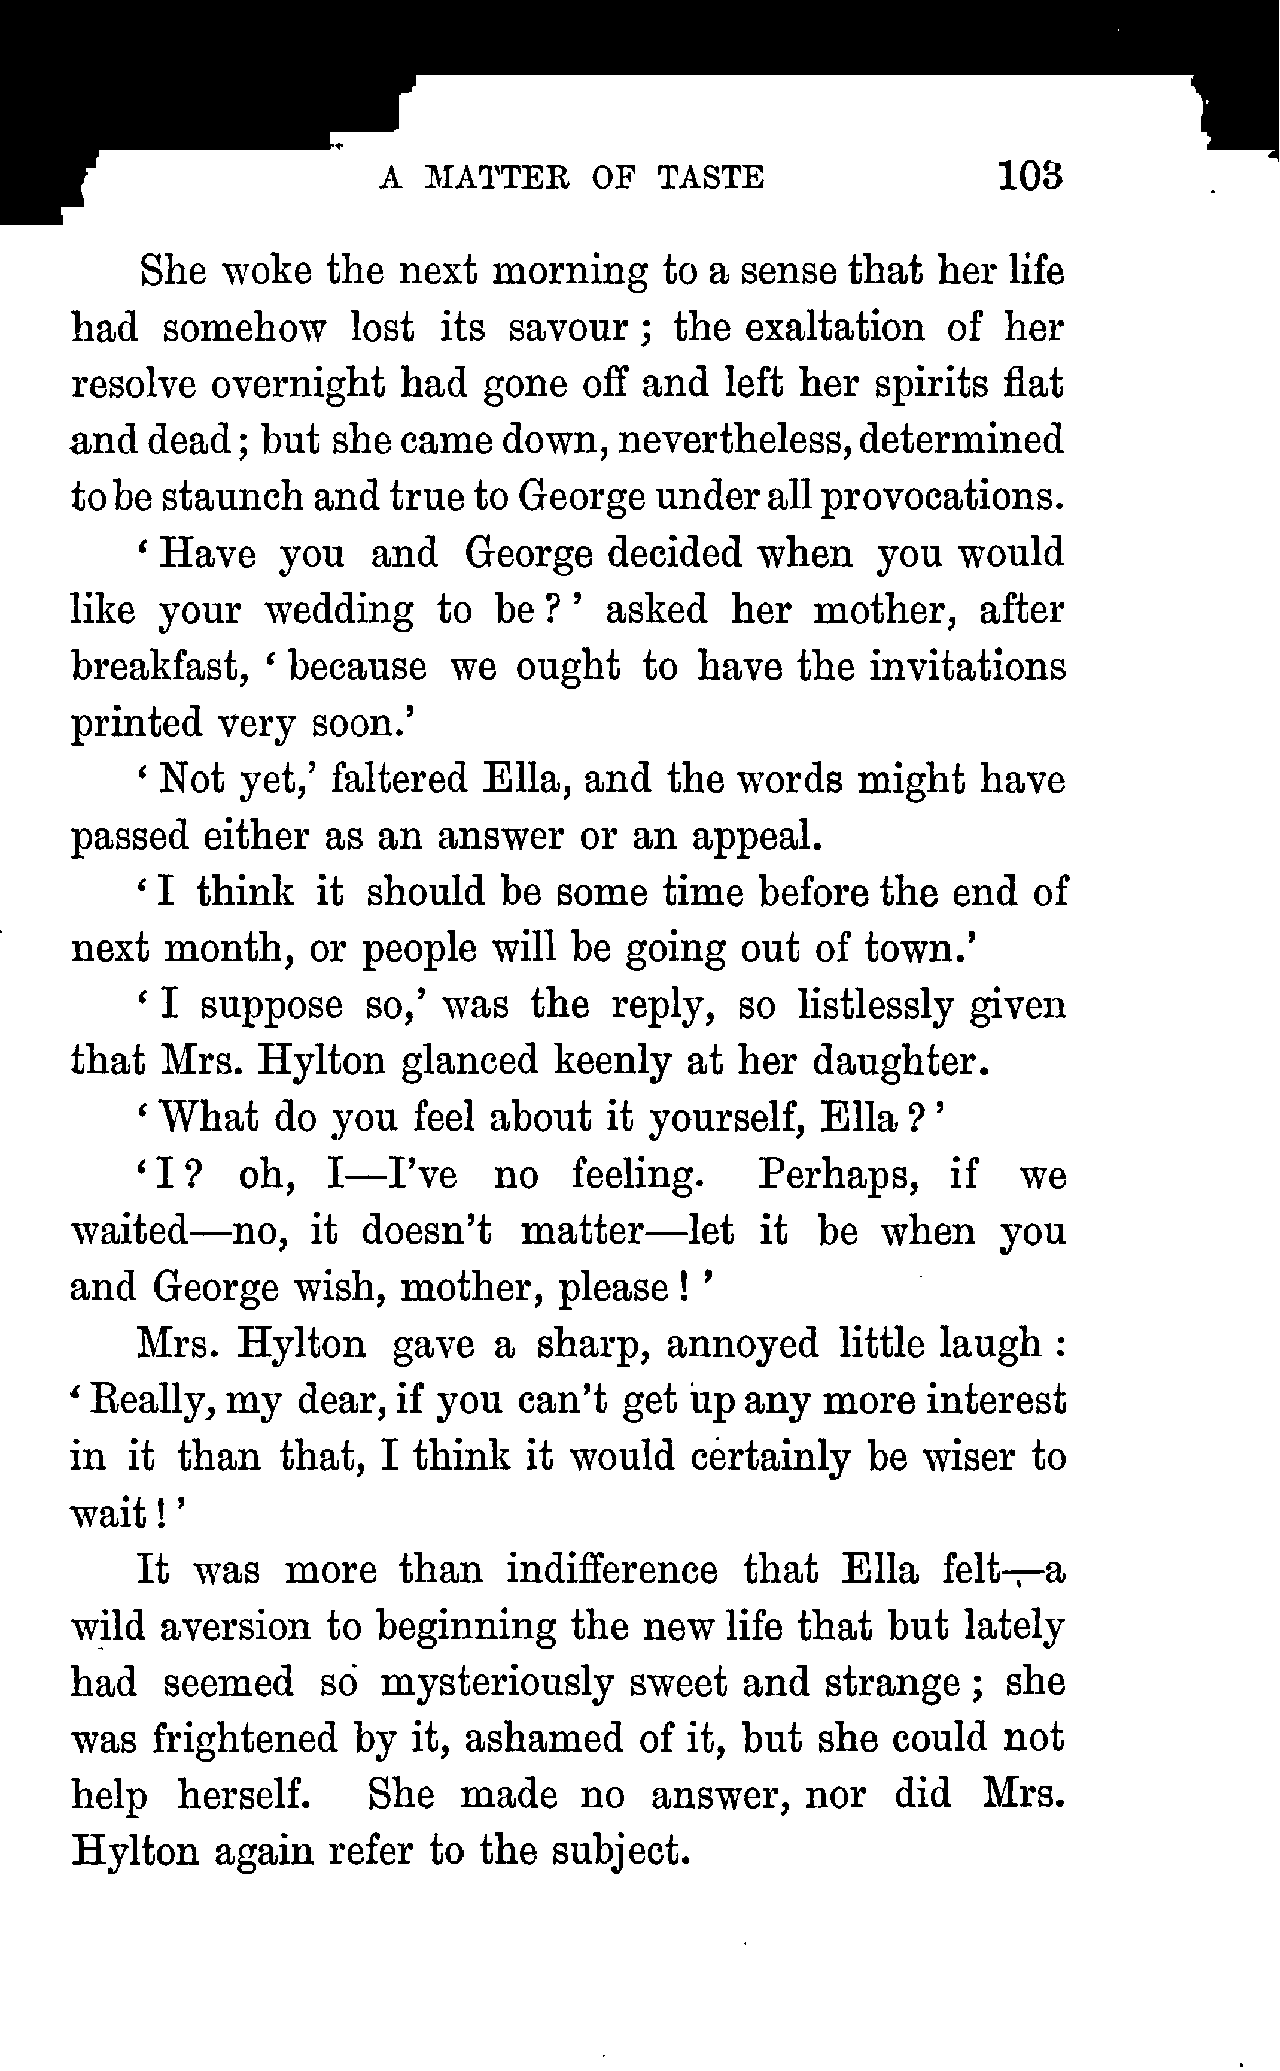 A MATTER OF TASTE 103
She woke the next morning to a sense that her life
had somehow lost its savour ; the exaltation of her
resolve overnight had gone off and left her spirits flat
and dead ; but she came down, nevertheless, determined
to be staunch and true to George under all provocations.
‘ Have you and George decided when you would
like your wedding to be ? ’ asked her mother, after
breakfast, ‘ because we ought to have the invitations
printed very soon.’
‘ Not yet,’ faltered Ella, and the words might have
passed either as an answer or an appeal.
‘ I think it should be some time before the end of
next month, or people will be going out of town.’
‘ I suppose so,’ was the reply, so listlessly given
that Mrs. Hylton glanced keenly at her daughter.
‘ What do you feel about it yourself, Ella ? ’
‘ I ? oh, I—I’ve no feeling. Perhaps, if we
waited—no, it doesn’t matter—let it be when you
and George wish, mother, please ! ’
Mrs. Hylton gave a sharp, annoyed little laugh :
‘ Really, my dear, if you can’t get up any more interest
in it than that, I think it would certainly be wiser to
wait ! ’
It was more than indifference that Ella felt—a
wild aversion to beginning the new life that but lately
had seemed so mysteriously sweet and strange ; she
was frightened by it, ashamed of it, but she could not
help herself. She made no answer, nor did Mrs.
Hylton again refer to the subject.